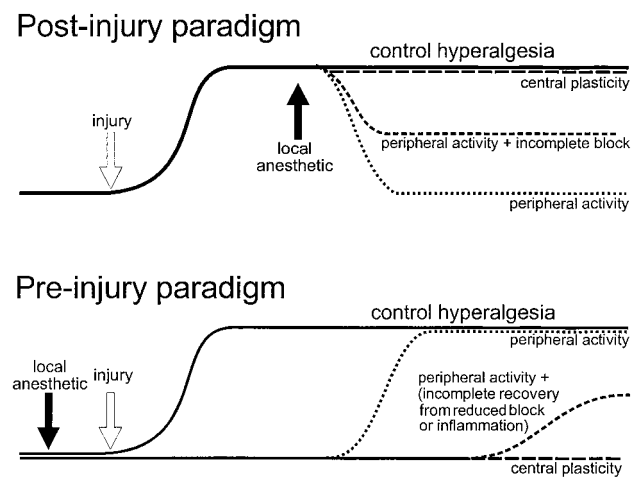 Post-injury paradigm
control hyperalgesia
central plasticity
injury
local
anesthetic
peripheral activity + incomplete block
peripheral activity
Pre-injury paradigm
control hyperalgesia
peripheral activity
local
anesthetic
injury
peripheral activity +
(incomplete recovery
from reduced block
or inflammation)
central plasticity